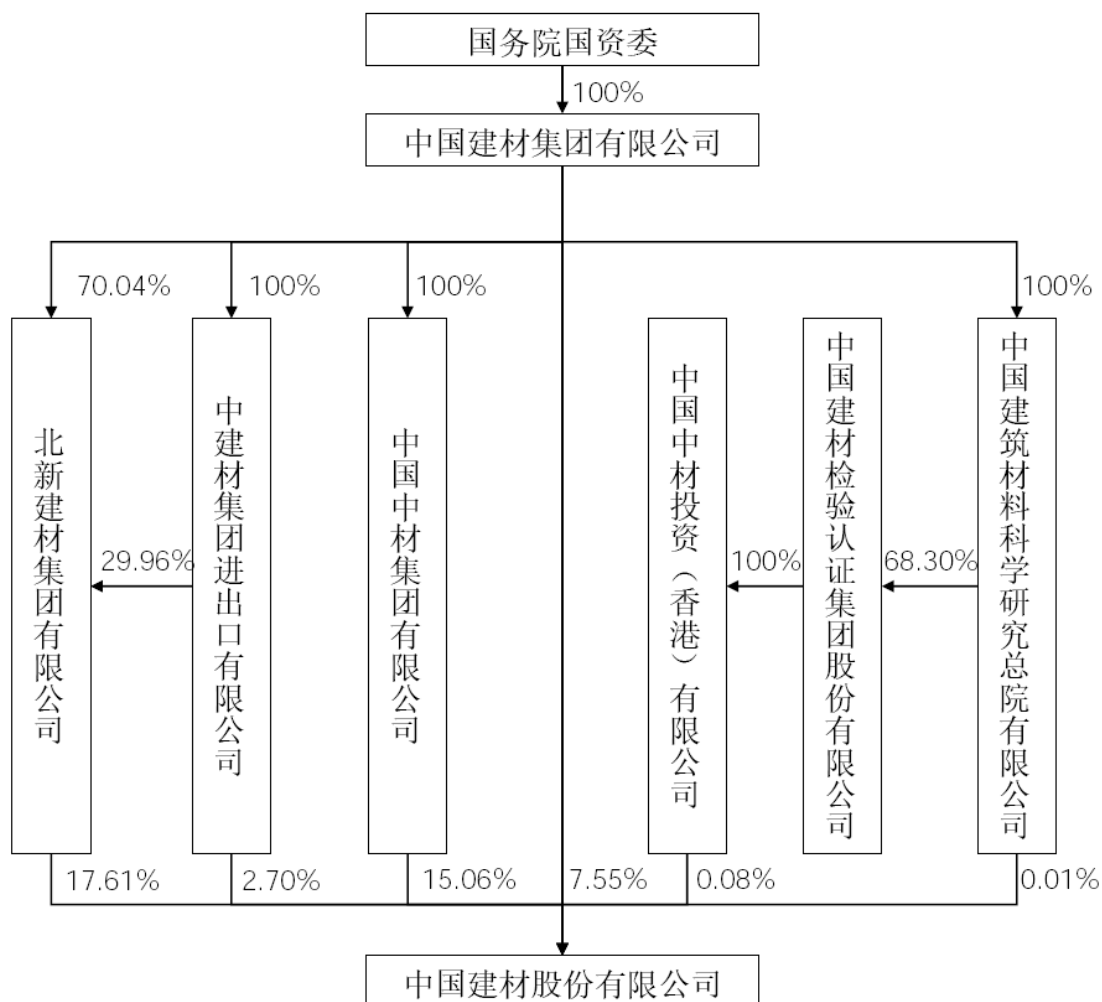 国务院国资委
100%
中国建材集团有限公司
70.04%
100%
100%
100%
北新建材集团有限公司
中建材集团进出口有限公司
中国中材集团有限公司
中国中材投资（香港）有限公司
中国建材检验认证集团股份有限公司
中国建筑材料科学研究总院有限公司
29.96%
100%
68.30%
17.61%
2.70%
15.06%
7.55%
0.08%
0.01%
中国建材股份有限公司